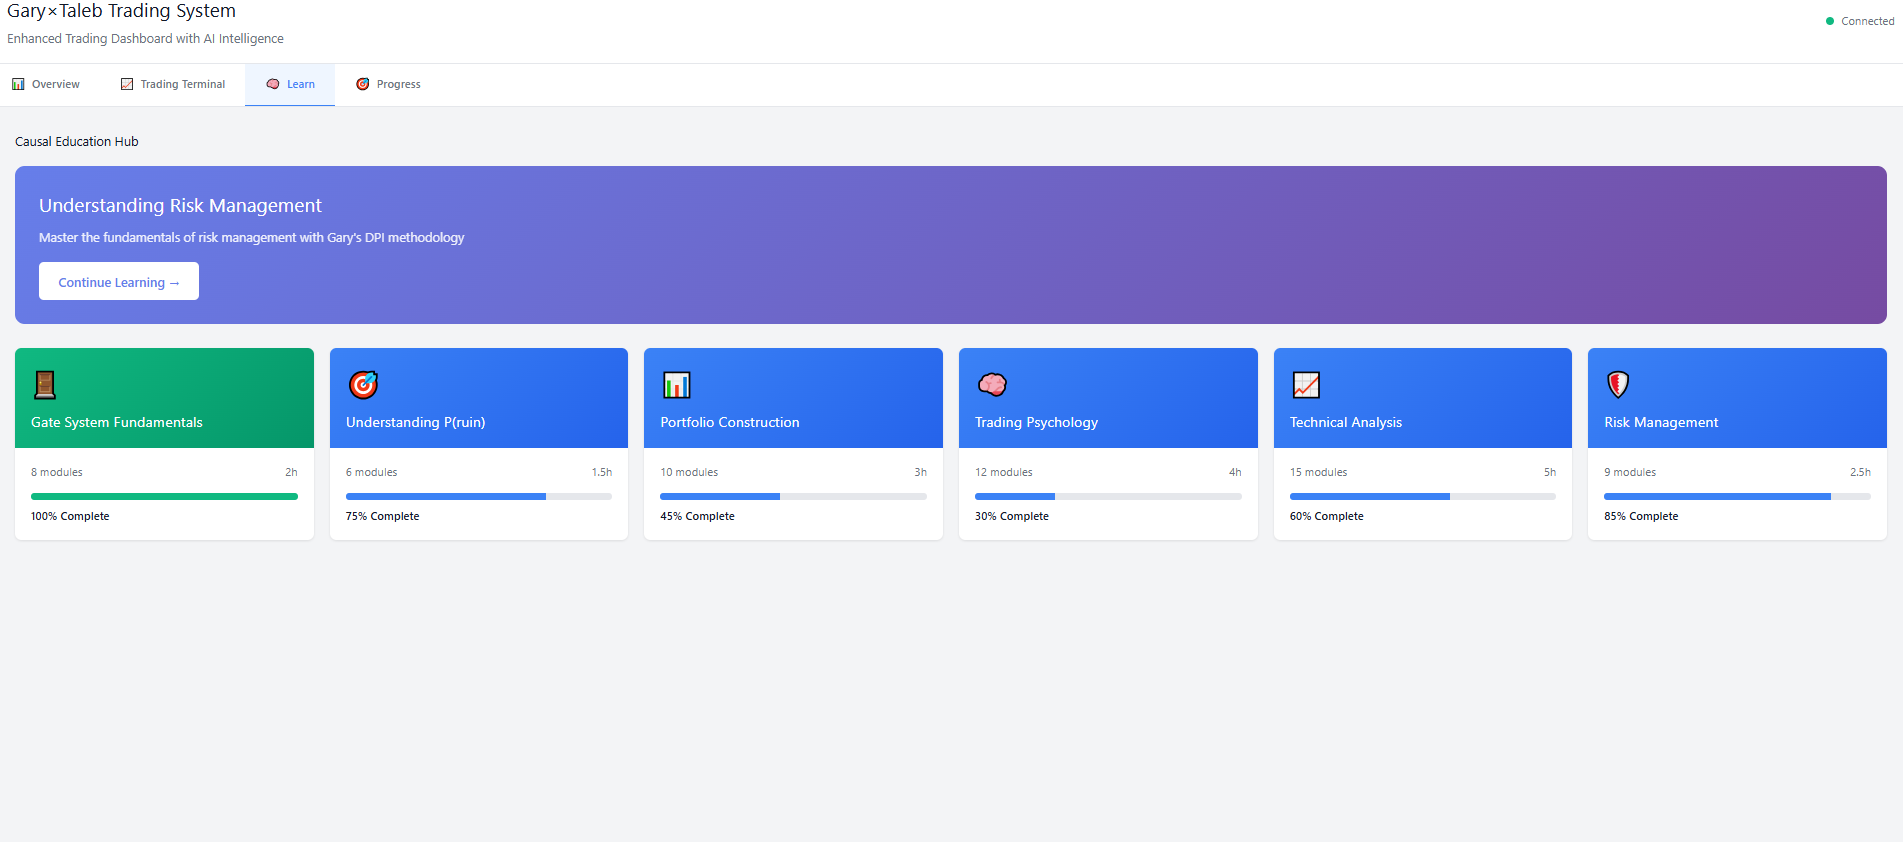 Gary×Taleb Trading System
Enhanced Trading Dashboard with AI Intelligence
Connected
Overview
Trading Terminal
Learn
Progress
Causal Education Hub
Understanding Risk Management
Master the fundamentals of risk management with Gary's DPI methodology
Continue Learning →
Gate System Fundamentals
8 modules 2h
100% Complete
Understanding P(ruin)
6 modules 1.5h
75% Complete
Portfolio Construction
10 modules 3h
45% Complete
Trading Psychology
12 modules 4h
30% Complete
Technical Analysis
15 modules 5h
60% Complete
Risk Management
9 modules 2.5h
85% Complete